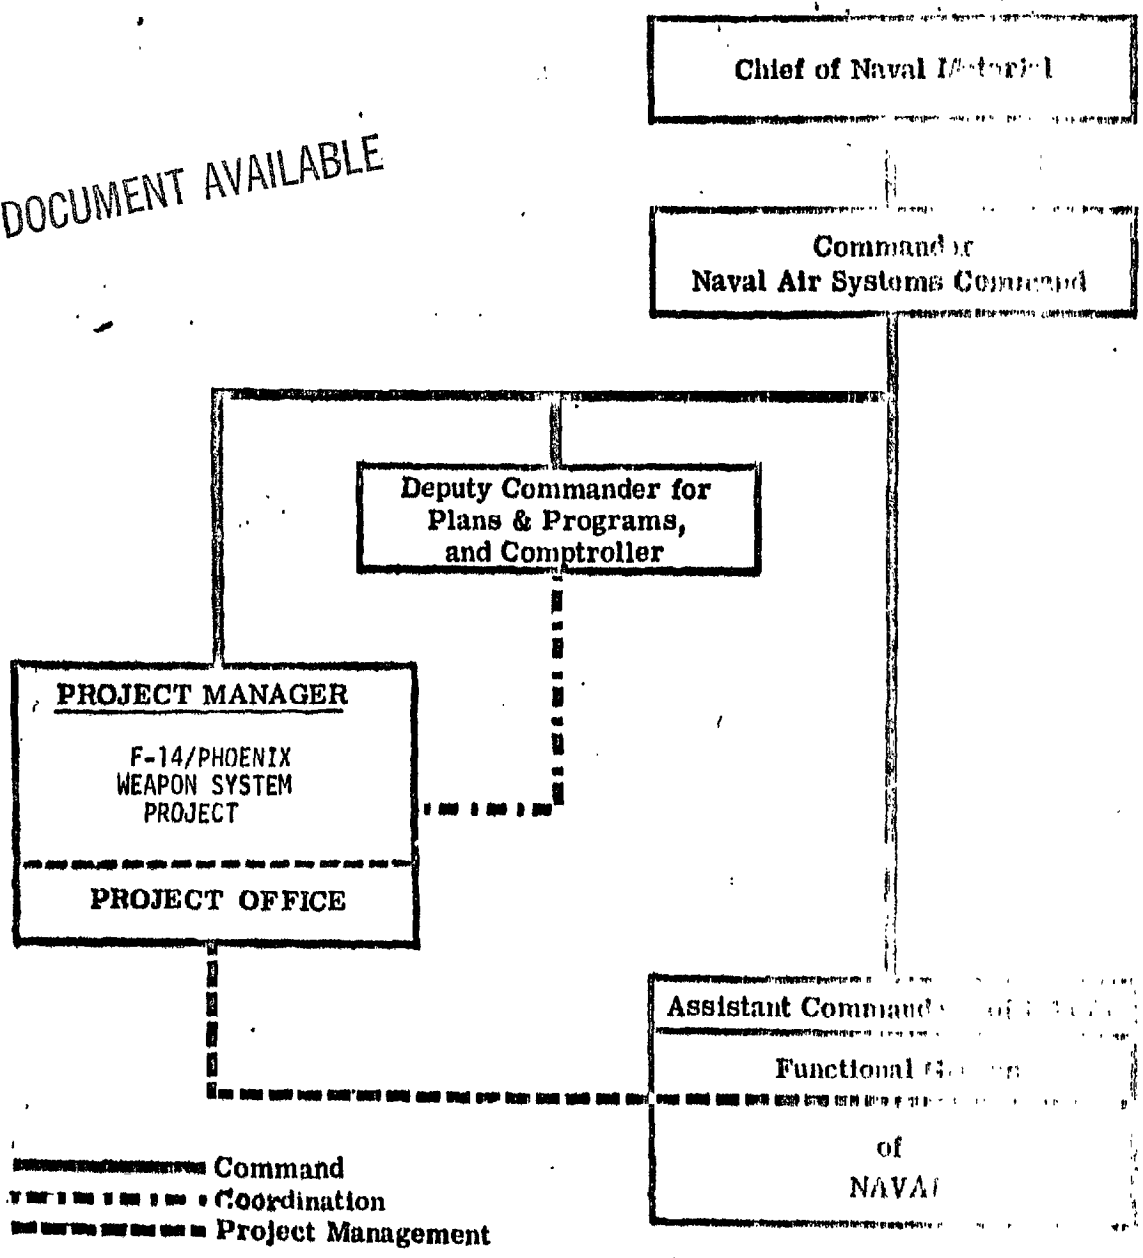 Chief of Naval
DOCUMENT AVAILABLE
Commander
Naval Air Systems Command
Deputy Commander for
Plans & Programs,
and Comptroller
PROJECT MANAGER
F-14/PHOENIX
WEAPON SYSTEM
PROJECT
PROJECT OFFICE
Assistant
Functional
of
Command
Coordination
Project Management